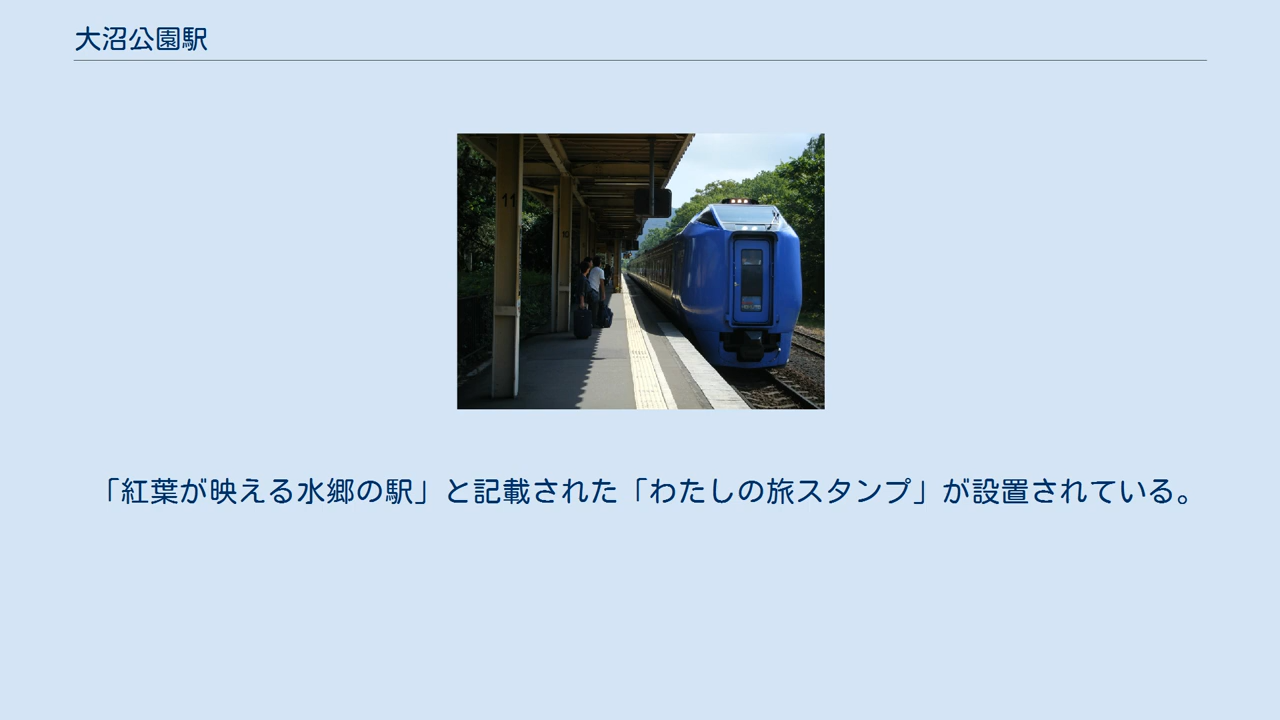 大沼公園駅
11
10
「紅葉が映える水郷の駅」と記載された「わたしの旅スタンプ」が設置されている。